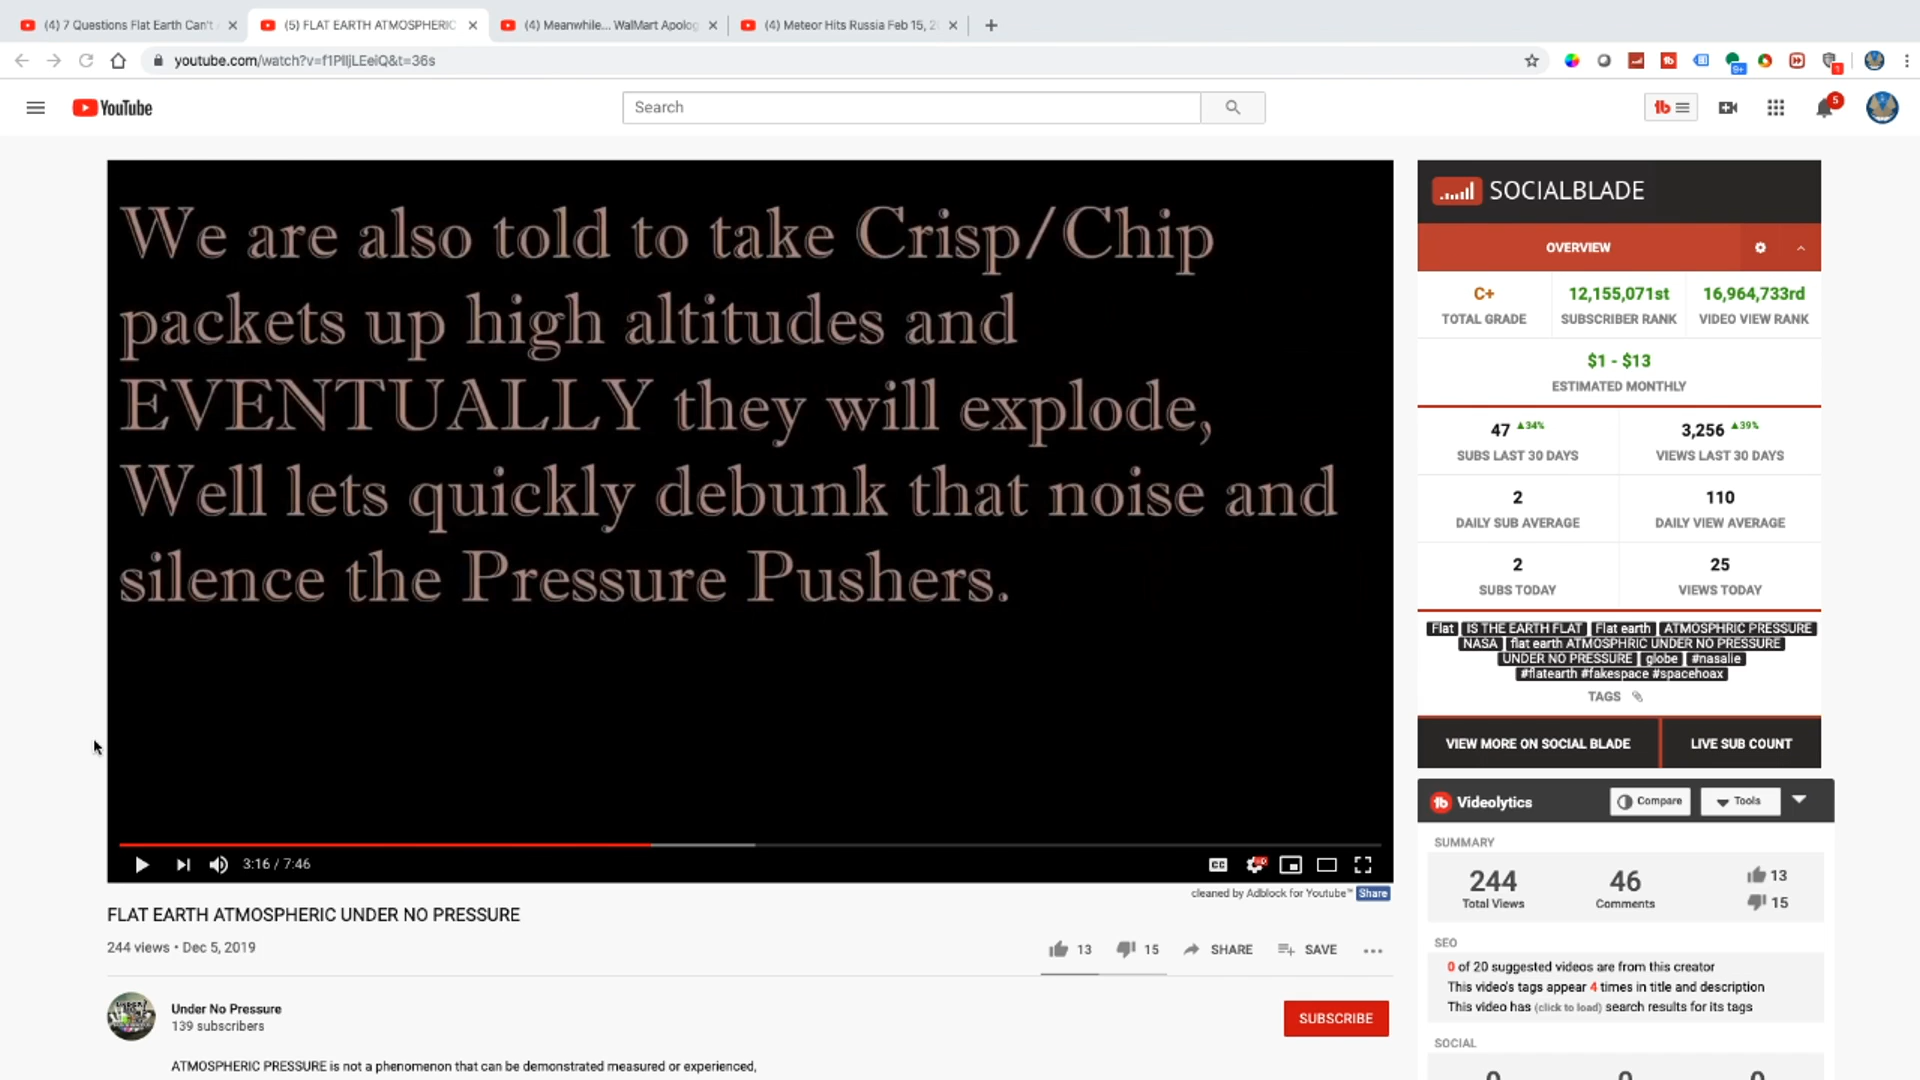 (4) 7 Questions Flat Earth Can't
(5) FLAT EARTH ATMOSPHERIC
(4) Meanwhile... WalMart Apolog
(4) Meteor Hits Russia Feb 15, 2
youtube.com/watch?v=f1PlljLEeiQ&t=36s
9+
1
YouTube
Search
tb
5
We are also told to take Crisp/Chip
packets up high altitudes and
EVENTUALLY they will explode,
Well lets quickly debunk that noise and
silence the Pressure Pushers.
3:16 / 7:46
CC
HD
cleaned by Adblock for Youtube™ Share
FLAT EARTH ATMOSPHERIC UNDER NO PRESSURE
244 views • Dec 5, 2019
13 15 SHARE SAVE
Under No Pressure
139 subscribers
SUBSCRIBE
ATMOSPHERIC PRESSURE is not a phenomenon that can be demonstrated measured or experienced,
SOCIALBLADE
OVERVIEW
C+ 12,155,071st 16,964,733rd
TOTAL GRADE SUBSCRIBER RANK VIDEO VIEW RANK
$1 - $13
ESTIMATED MONTHLY
47 ▲34% 3,256 ▲39%
SUBS LAST 30 DAYS VIEWS LAST 30 DAYS
2 110
DAILY SUB AVERAGE DAILY VIEW AVERAGE
2 25
SUBS TODAY VIEWS TODAY
Flat IS THE EARTH FLAT Flat earth ATMOSPHRIC PRESSURE
NASA flat earth ATMOSPHRIC UNDER NO PRESSURE
UNDER NO PRESSURE globe #nasalie
#flatearth #fakespace #spacehoax
TAGS
VIEW MORE ON SOCIAL BLADE LIVE SUB COUNT
tb Videolytics Compare Tools
SUMMARY
244 46 13
Total Views Comments 15
SEO
0 of 20 suggested videos are from this creator
This video's tags appear 4 times in title and description
This video has (click to load) search results for its tags
SOCIAL